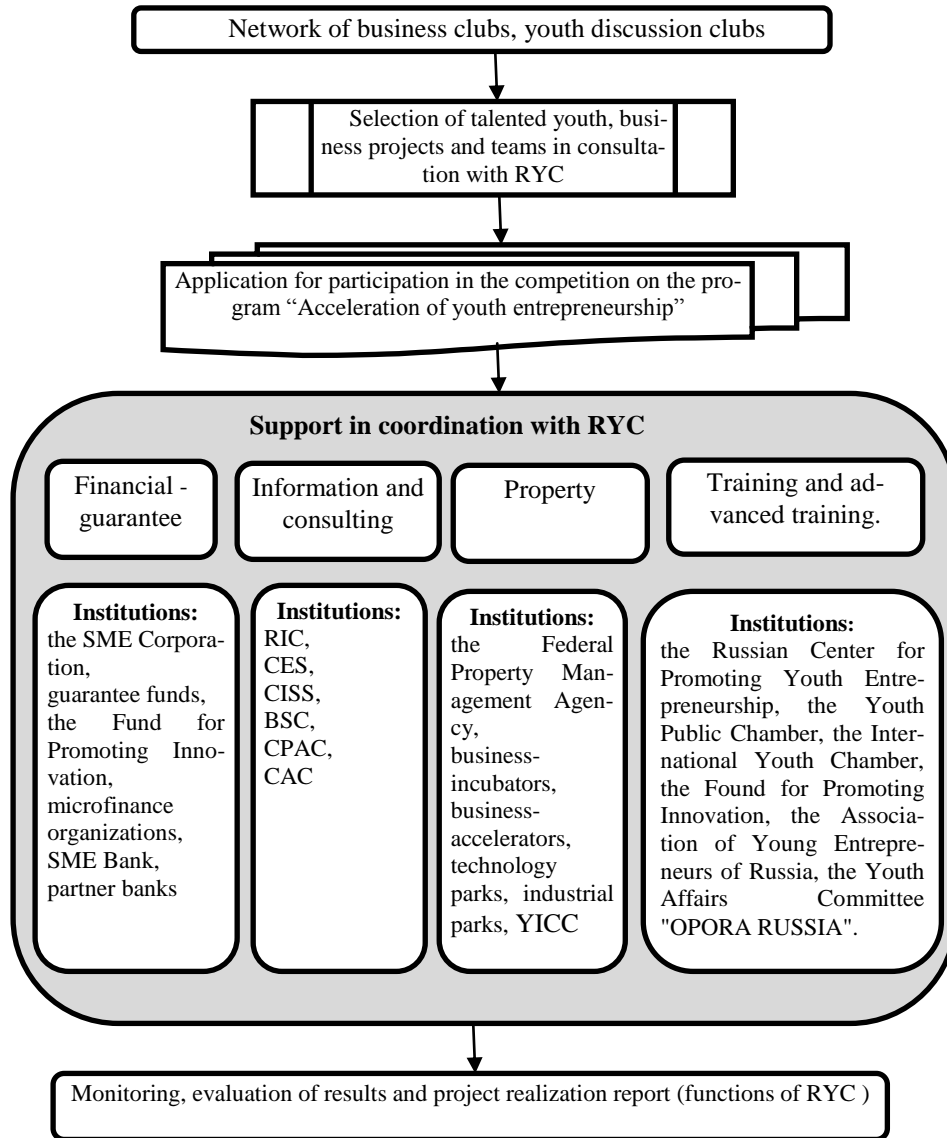 Network of business clubs, youth discussion clubs
Selection of talented youth, busi-
ness projects and teams in consulta-
tion with RYC
Application for participation in the competition on the pro-
gram “Acceleration of youth entrepreneurship”
Support in coordination with RYC
Financial -
guarantee
Information and
consulting
Property
Training and ad-
vanced training.
Institutions:
the SME Corpora-
tion,
guarantee funds,
the Fund for
Promoting Inno-
vation,
microfinance
organizations,
SME Bank,
partner banks
Institutions:
RIC,
CES,
CISS,
BSC,
CPAC,
CAC
Institutions:
the Federal
Property Man-
agement Agen-
cy,
business-
incubators,
business-
accelerators,
technology
parks, industrial
parks, YICC
Institutions:
the Russian Center for
Promoting Youth Entre-
preneurship, the Youth
Public Chamber, the Inter-
national Youth Chamber,
the Found for Promoting
Innovation, the Associa-
tion of Young Entrepre-
neurs of Russia, the Youth
Affairs Committee
"OPORA RUSSIA".
Monitoring, evaluation of results and project realization report (functions of RYC )